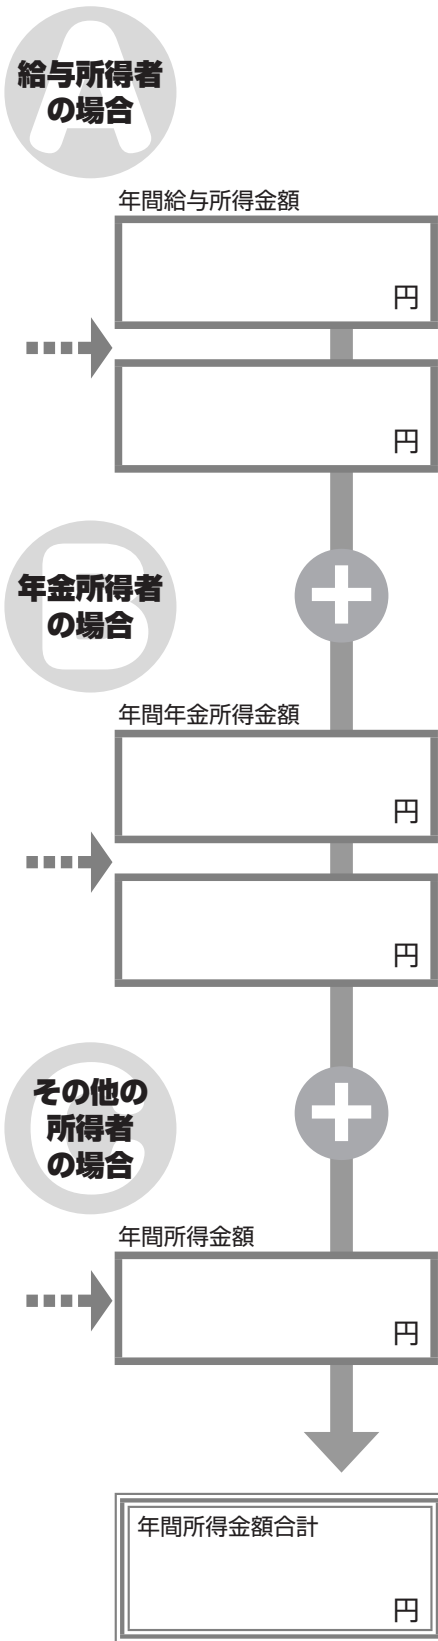 A
給与所得者
の場合
年間給与所得金額
円
円
B
年金所得者
の場合
年間年金所得金額
円
円
C
その他の
所得者
の場合
年間所得金額
円
年間所得金額合計
円